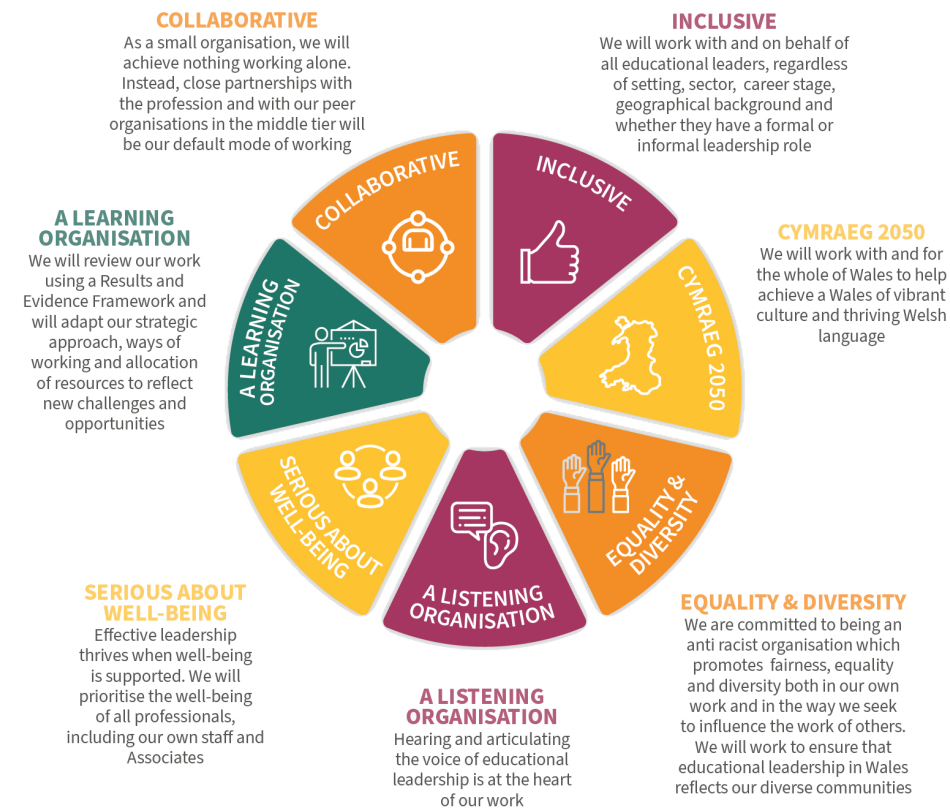 COLLABORATIVE
As a small organisation, we will
achieve nothing working alone.
Instead, close partnerships with
the profession and with our peer
organisations in the middle tier will
be our default mode of working
INCLUSIVE
We will work with and on behalf of
all educational leaders, regardless
of setting, sector, career stage,
geographical background and
whether they have a formal or
informal leadership role
A LEARNING
ORGANISATION
We will review our work
using a Results and
Evidence Framework and
will adapt our strategic
approach, ways of
working and allocation
of resources to reflect
new challenges and
opportunities
COLLABORATIVE
INCLUSIVE
A LEARNING
ORGANISATION
CYMRAEG 2050
SERIOUS ABOUT
WELL-BEING
A LISTENING
ORGANISATION
EQUALITY &
DIVERSITY
CYMRAEG 2050
We will work with and for
the whole of Wales to help
achieve a Wales of vibrant
culture and thriving Welsh
language
SERIOUS ABOUT
WELL-BEING
Effective leadership
thrives when well-being
is supported. We will
prioritise the well-being
of all professionals,
including our own staff and
Associates
A LISTENING
ORGANISATION
Hearing and articulating
the voice of educational
leadership is at the heart
of our work
EQUALITY & DIVERSITY
We are committed to being an
anti racist organisation which
promotes fairness, equality
and diversity both in our own
work and in the way we seek
to influence the work of others.
We will work to ensure that
educational leadership in Wales
reflects our diverse communities